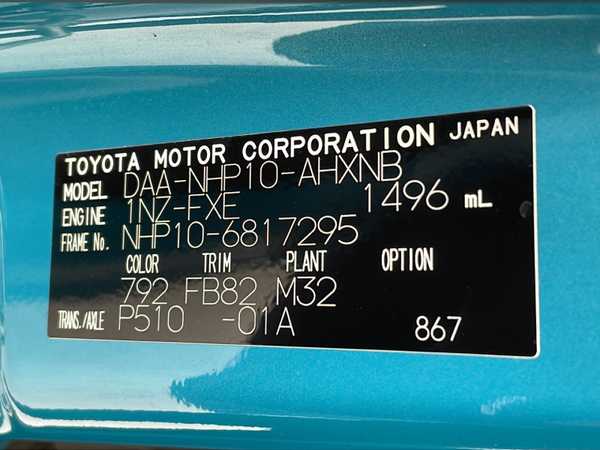 TOYOTA MOTOR CORPORATION JAPAN
MODEL DAA-NHP10-AHXNB
ENGINE 1NZ-FXE 1496 mL
FRAME No. NHP10-6817295
COLOR TRIM PLANT OPTION
792 FB82 M32
TRANS./AXLE P510 -01A 867